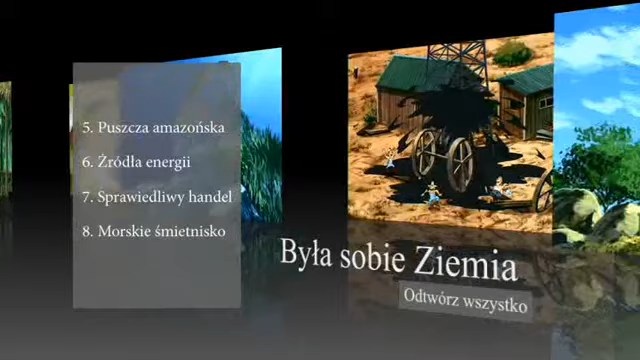 5. Puszcza amazońska
6. Źródła energii
7. Sprawiedliwy handel
8. Morskie śmietnisko
Była sobie Ziemia
Odtwórz wszystko